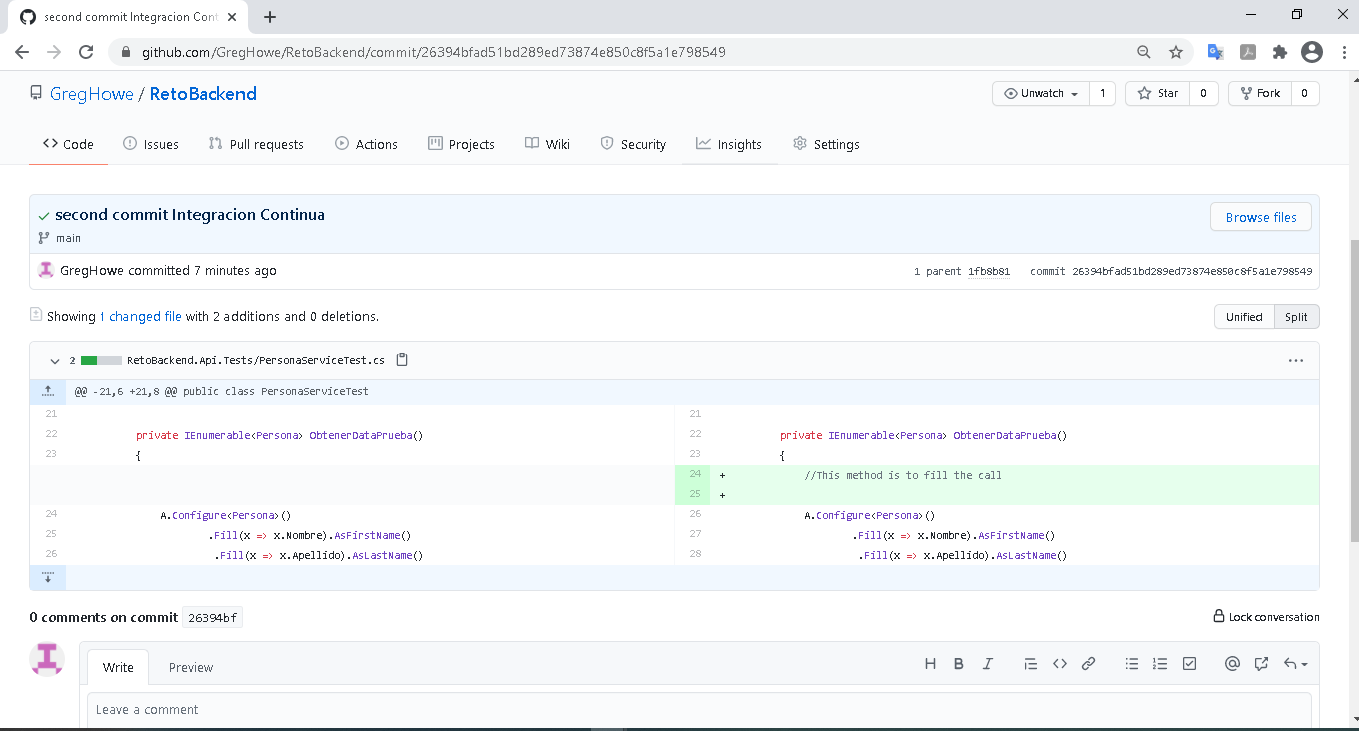 second commit Integracion Cont
github.com/GregHowe/RetoBackend/commit/26394bfad51bd289ed73874e850c8f5a1e798549
GregHowe / RetoBackend
Unwatch 1 Star 0 Fork 0
Code Issues Pull requests Actions Projects Wiki Security Insights Settings
second commit Integracion Continua
Browse files
main
GregHowe committed 7 minutes ago
1 parent 1fb8b81 commit 26394bfad51bd289ed73874e850c8f5a1e798549
Showing 1 changed file with 2 additions and 0 deletions.
Unified Split
2 RetoBackend.Api.Tests/PersonaServiceTest.cs
@@ -21,6 +21,8 @@ public class PersonaServiceTest
21 21
22 private IEnumerable<Persona> ObtenerDataPrueba() 22 private IEnumerable<Persona> ObtenerDataPrueba()
23 { 23 {
24 + //This method is to fill the call
25 +
24 A.Configure<Persona>() 26 A.Configure<Persona>()
25 .Fill(x => x.Nombre).AsFirstName() 27 .Fill(x => x.Nombre).AsFirstName()
26 .Fill(x => x.Apellido).AsLastName() 28 .Fill(x => x.Apellido).AsLastName()
0 comments on commit 26394bf
Lock conversation
Write Preview
Leave a comment